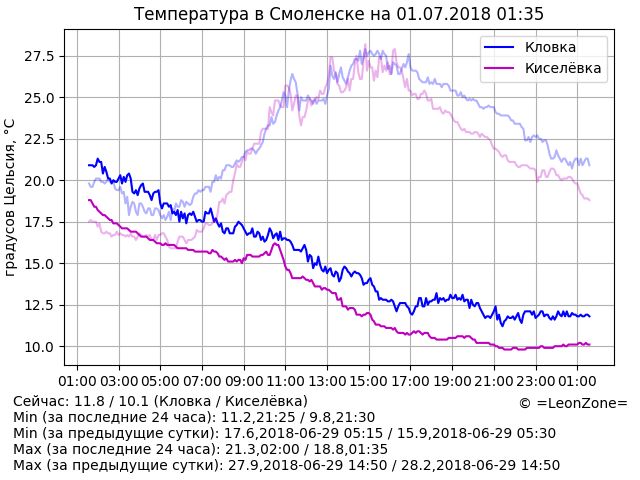 Температура в Смоленске на 01.07.2018 01:35
градусов Цельсия, °C
27.5
25.0
22.5
20.0
17.5
15.0
12.5
10.0
Кловка
Киселёвка
01:00 03:00 05:00 07:00 09:00 11:00 13:00 15:00 17:00 19:00 21:00 23:00 01:00
Сейчас: 11.8 / 10.1 (Кловка / Киселёвка)
© =LeonZone=
Min (за последние 24 часа): 11.2,21:25 / 9.8,21:30
Min (за предыдущие сутки): 17.6,2018-06-29 05:15 / 15.9,2018-06-29 05:30
Max (за последние 24 часа): 21.3,02:00 / 18.8,01:35
Max (за предыдущие сутки): 27.9,2018-06-29 14:50 / 28.2,2018-06-29 14:50